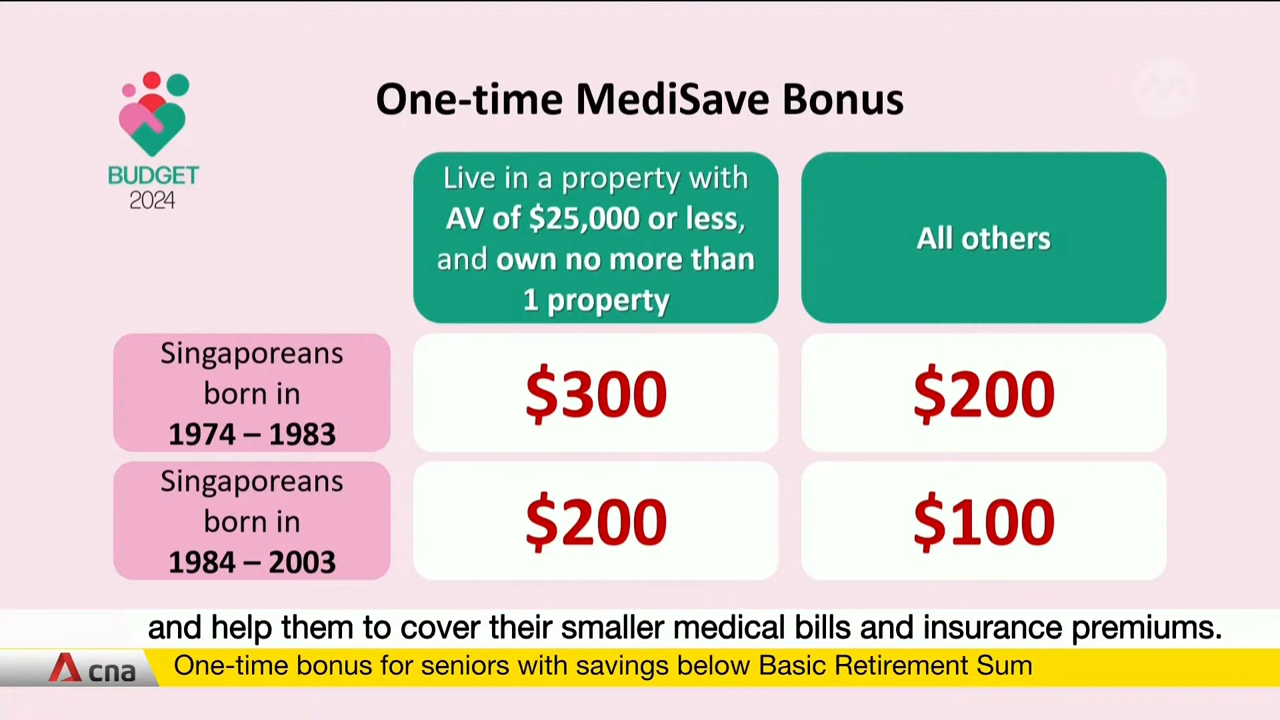 One-time MediSave Bonus
BUDGET
2024
Live in a property with
AV of $25,000 or less,
and own no more than
1 property
All others
Singaporeans
born in
1974 – 1983
$300
$200
Singaporeans
born in
1984 – 2003
$200
$100
and help them to cover their smaller medical bills and insurance premiums.
cna
One-time bonus for seniors with savings below Basic Retirement Sum